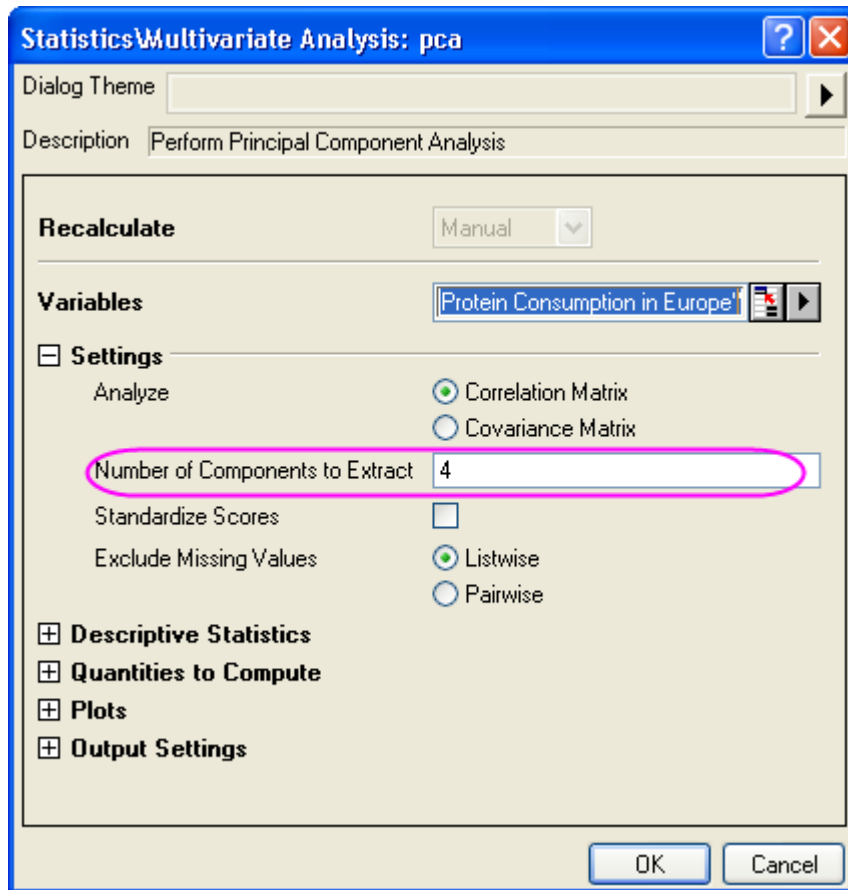 Statistics\Multivariate Analysis: pca
Dialog Theme
Description Perform Principal Component Analysis
Recalculate Manual
Variables 'Protein Consumption in Europe'!
Settings
Analyze Correlation Matrix
Covariance Matrix
Number of Components to Extract 4
Standardize Scores
Exclude Missing Values Listwise
Pairwise
Descriptive Statistics
Quantities to Compute
Plots
Output Settings
OK Cancel